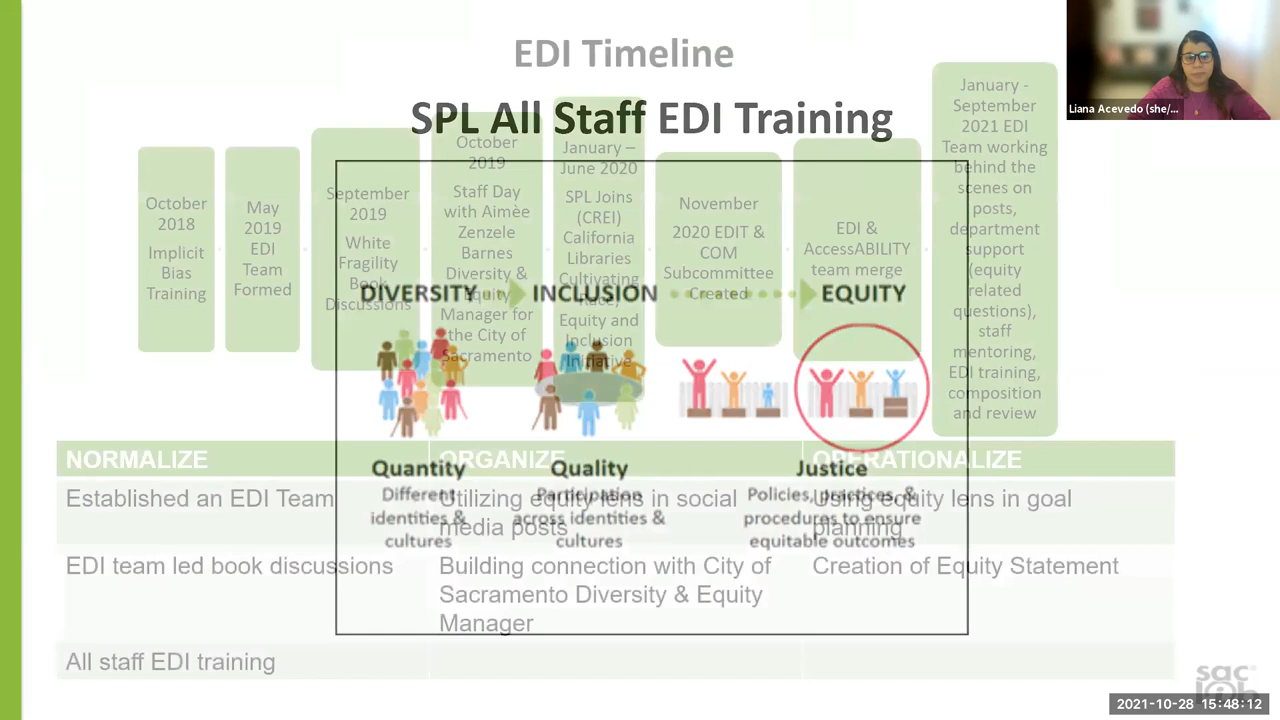 EDI Timeline
SPL All Staff EDI Training
Liana Acevedo (she/...
October
2018
Implicit
Bias
Training
May
2019
EDI
Team
Formed
September
2019
White
Fragility
Book
Discussions
October
2019
Staff Day
with Aimèe
Zenzele
Barnes
Diversity &
Equity
Manager for
the City of
Sacramento
January –
June 2020
SPL Joins
(CREI)
California
Libraries
Cultivating
Race,
Equity and
Inclusion
Initiative
November
2020 EDIT &
COM
Subcommittee
Created
EDI &
AccessABILITY
team merge
January -
September
2021 EDI
Team working
behind the
scenes on
posts,
department
support
(equity
related
questions),
staff
mentoring,
EDI training,
composition
and review
DIVERSITY
INCLUSION
EQUITY
Quantity
Different
identities &
cultures
Quality
Participation
across identities &
cultures
Justice
Policies, practices, &
procedures to ensure
equitable outcomes
NORMALIZE
ORGANIZE
OPERATIONALIZE
Established an EDI Team
Utilizing equity lens in social
media posts
Using equity lens in goal
planning
EDI team led book discussions
Building connection with City of
Sacramento Diversity & Equity
Manager
Creation of Equity Statement
All staff EDI training
sac
lib
2021-10-28 15:48:12